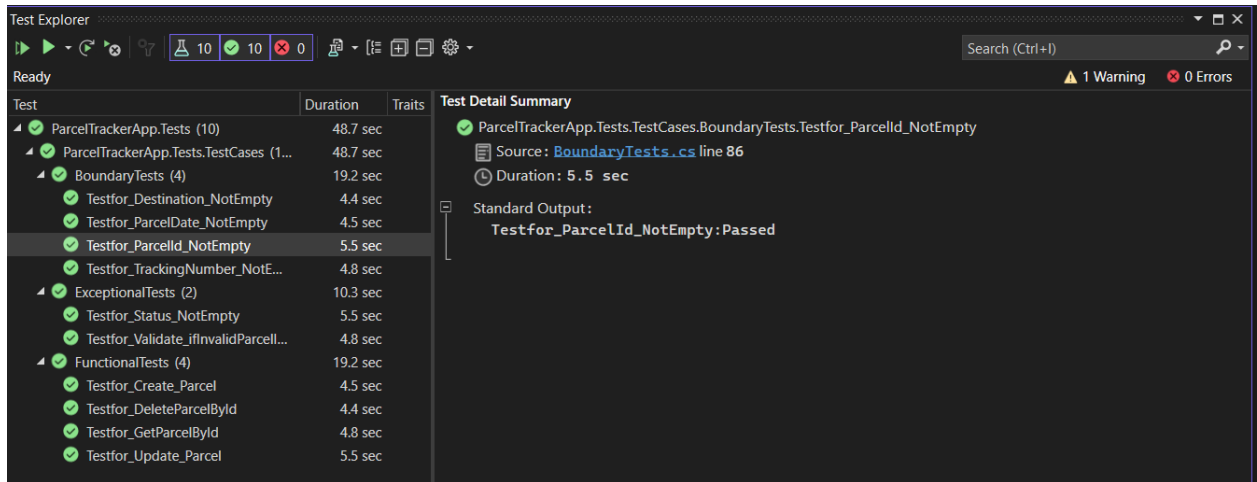 Test Explorer
10 10 0 Search (Ctrl+I)
Ready 1 Warning 0 Errors
Test Duration Traits
ParcelTrackerApp.Tests (10) 48.7 sec
ParcelTrackerApp.Tests.TestCases (1... 48.7 sec
BoundaryTests (4) 19.2 sec
Testfor_Destination_NotEmpty 4.4 sec
Testfor_ParcelDate_NotEmpty 4.5 sec
Testfor_ParcelId_NotEmpty 5.5 sec
Testfor_TrackingNumber_NotE... 4.8 sec
ExceptionalTests (2) 10.3 sec
Testfor_Status_NotEmpty 5.5 sec
Testfor_Validate_ifInvalidParcelI... 4.8 sec
FunctionalTests (4) 19.2 sec
Testfor_Create_Parcel 4.5 sec
Testfor_DeleteParcelById 4.4 sec
Testfor_GetParcelById 4.8 sec
Testfor_Update_Parcel 5.5 sec
Test Detail Summary
ParcelTrackerApp.Tests.TestCases.BoundaryTests.Testfor_ParcelId_NotEmpty
Source: BoundaryTests.cs line 86
Duration: 5.5 sec
Standard Output:
Testfor_ParcelId_NotEmpty:Passed